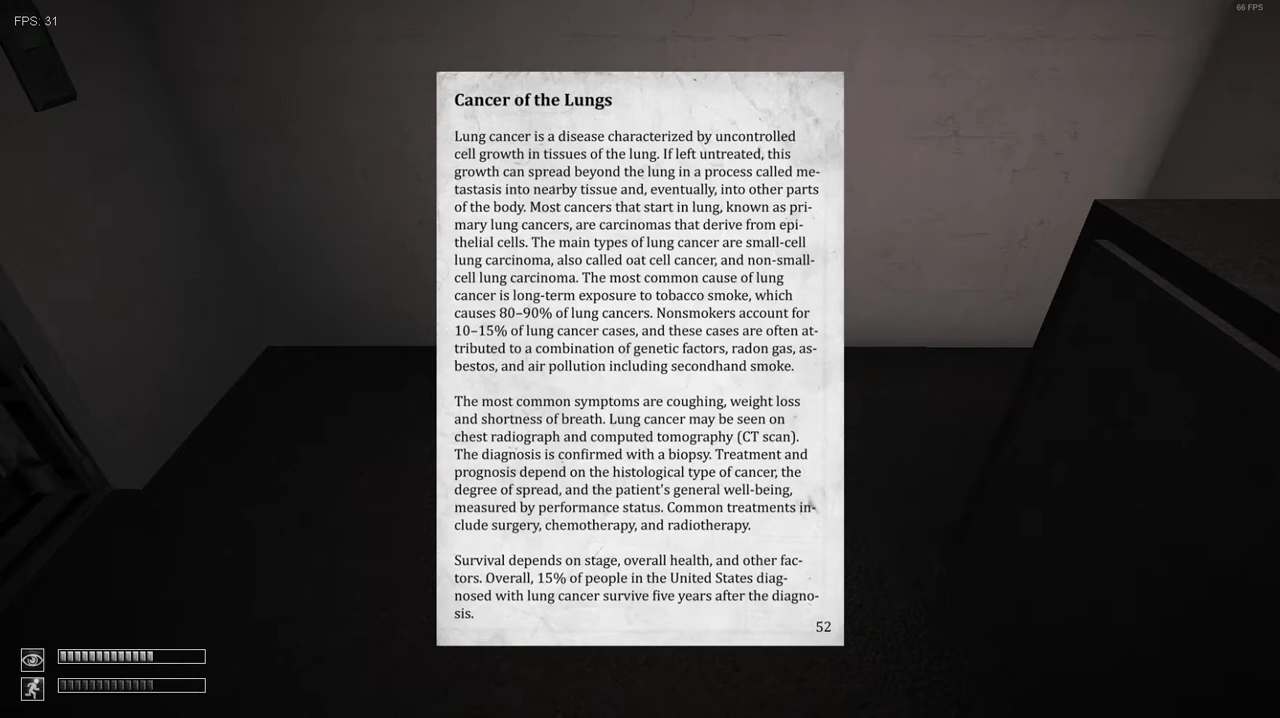 FPS: 31
66 FPS
Cancer of the Lungs
Lung cancer is a disease characterized by uncontrolled
cell growth in tissues of the lung. If left untreated, this
growth can spread beyond the lung in a process called me-
tastasis into nearby tissue and, eventually, into other parts
of the body. Most cancers that start in lung, known as pri-
mary lung cancers, are carcinomas that derive from epi-
thelial cells. The main types of lung cancer are small-cell
lung carcinoma, also called oat cell cancer, and non-small-
cell lung carcinoma. The most common cause of lung
cancer is long-term exposure to tobacco smoke, which
causes 80–90% of lung cancers. Nonsmokers account for
10–15% of lung cancer cases, and these cases are often at-
tributed to a combination of genetic factors, radon gas, as-
bestos, and air pollution including secondhand smoke.
The most common symptoms are coughing, weight loss
and shortness of breath. Lung cancer may be seen on
chest radiograph and computed tomography (CT scan).
The diagnosis is confirmed with a biopsy. Treatment and
prognosis depend on the histological type of cancer, the
degree of spread, and the patient's general well-being,
measured by performance status. Common treatments in-
clude surgery, chemotherapy, and radiotherapy.
Survival depends on stage, overall health, and other fac-
tors. Overall, 15% of people in the United States diag-
nosed with lung cancer survive five years after the diagno-
sis.
52